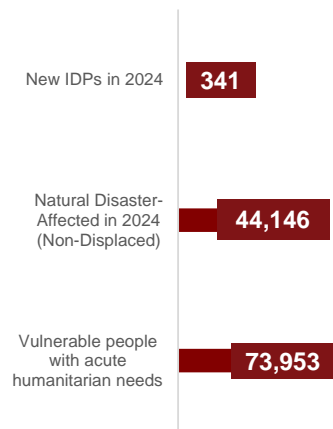 New IDPs in 2024
341
Natural Disaster-
Affected in 2024
(Non-Displaced)
44,146
Vulnerable people
with acute
humanitarian needs
73,953